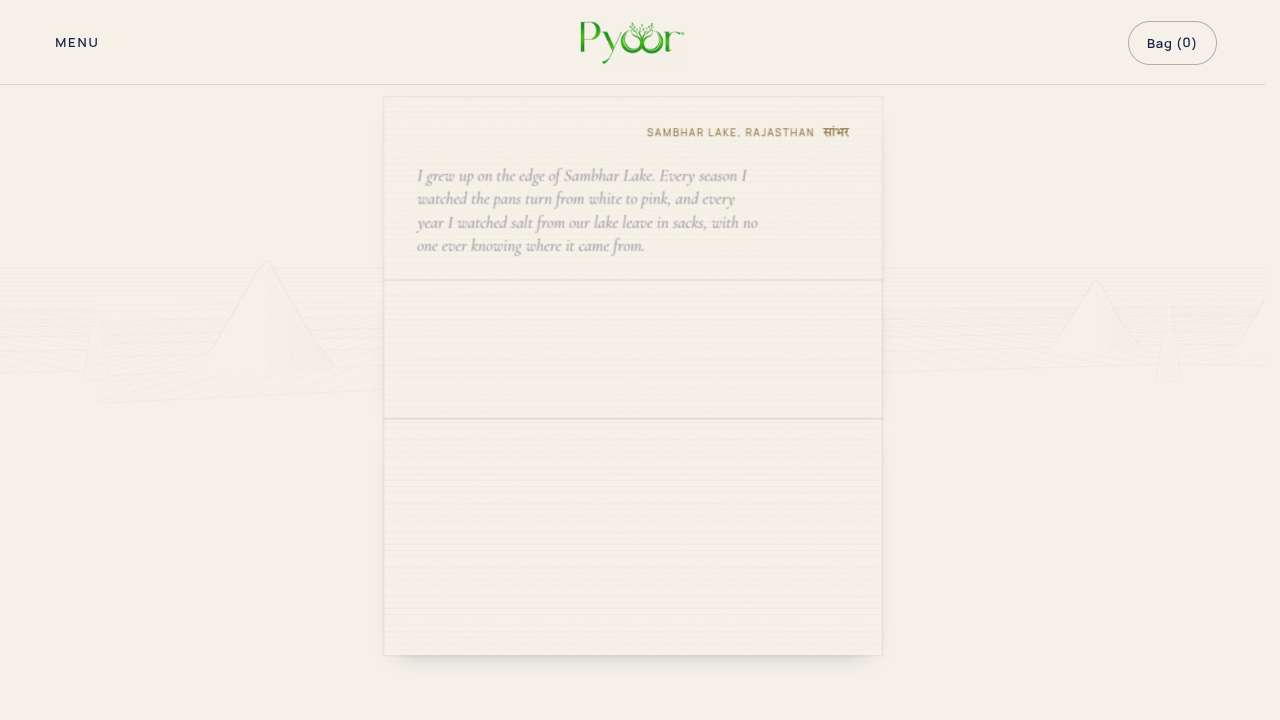 MENU
Pyoor
Bag (0)
SAMBHAR LAKE, RAJASTHAN सांभर
I grew up on the edge of Sambhar Lake. Every season I
watched the pans turn from white to pink, and every
year I watched salt from our lake leave in sacks, with no
one ever knowing where it came from.